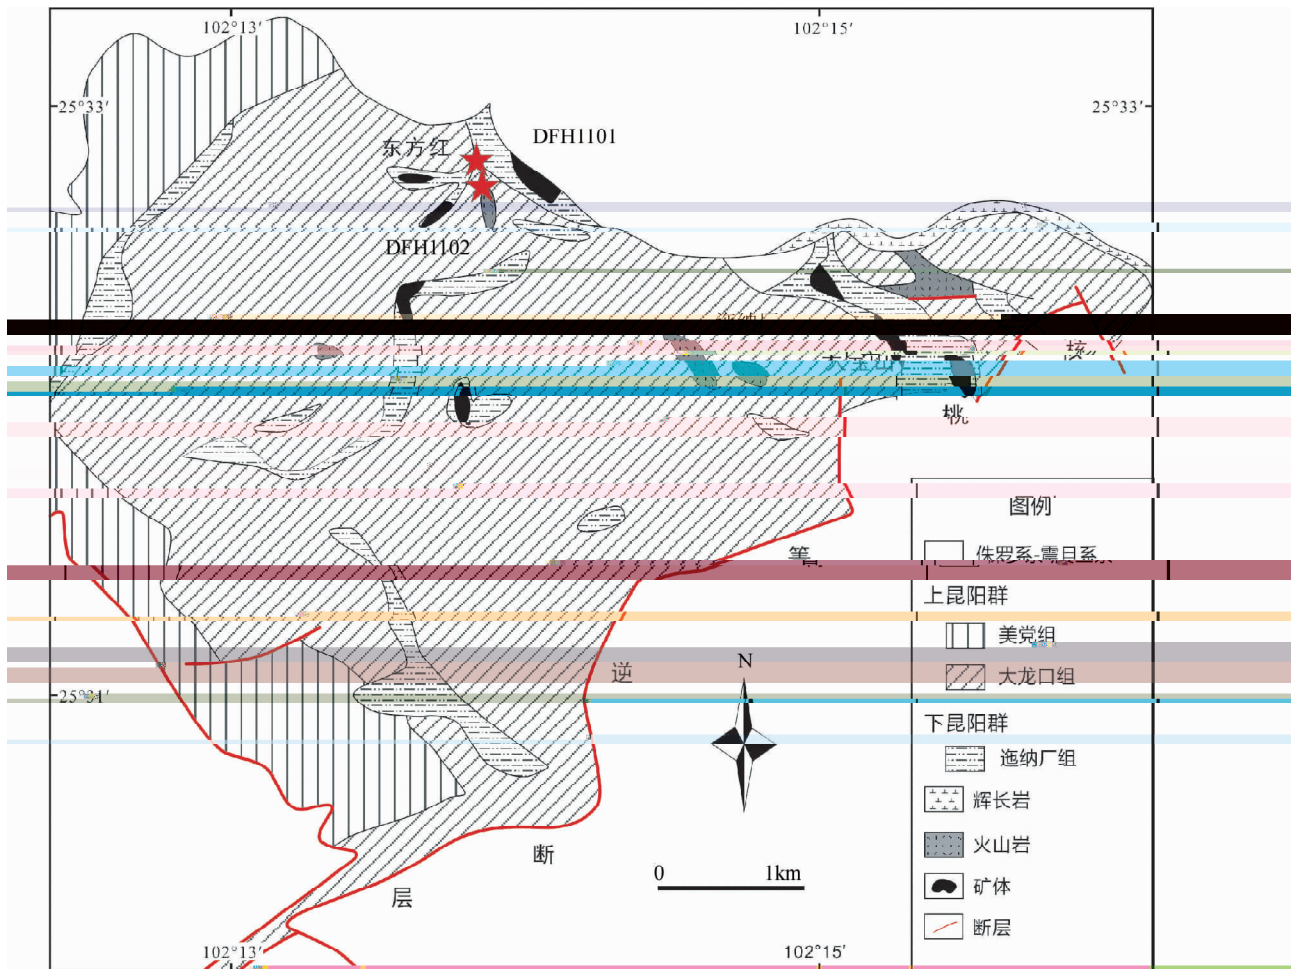 102°13′
102°15′
25°33′
25°33′
东方红
DFH1101
DFH1102
核
桃
箐
逆
断
层
N
0
1km
25°31′
102°13′
102°15′
图例
侏罗系-震旦系
上昆阳群
美党组
大龙口组
下昆阳群
迤纳厂组
辉长岩
火山岩
矿体
断层